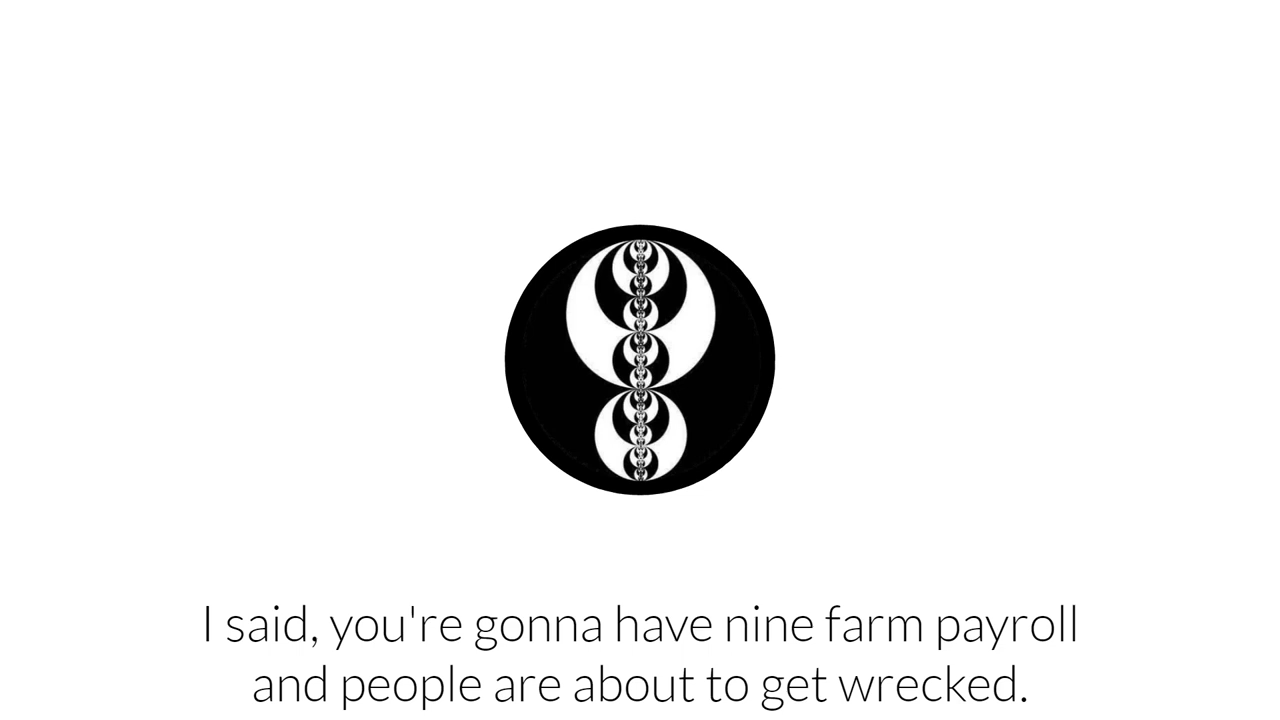 I said, you're gonna have nine farm payroll
and people are about to get wrecked.